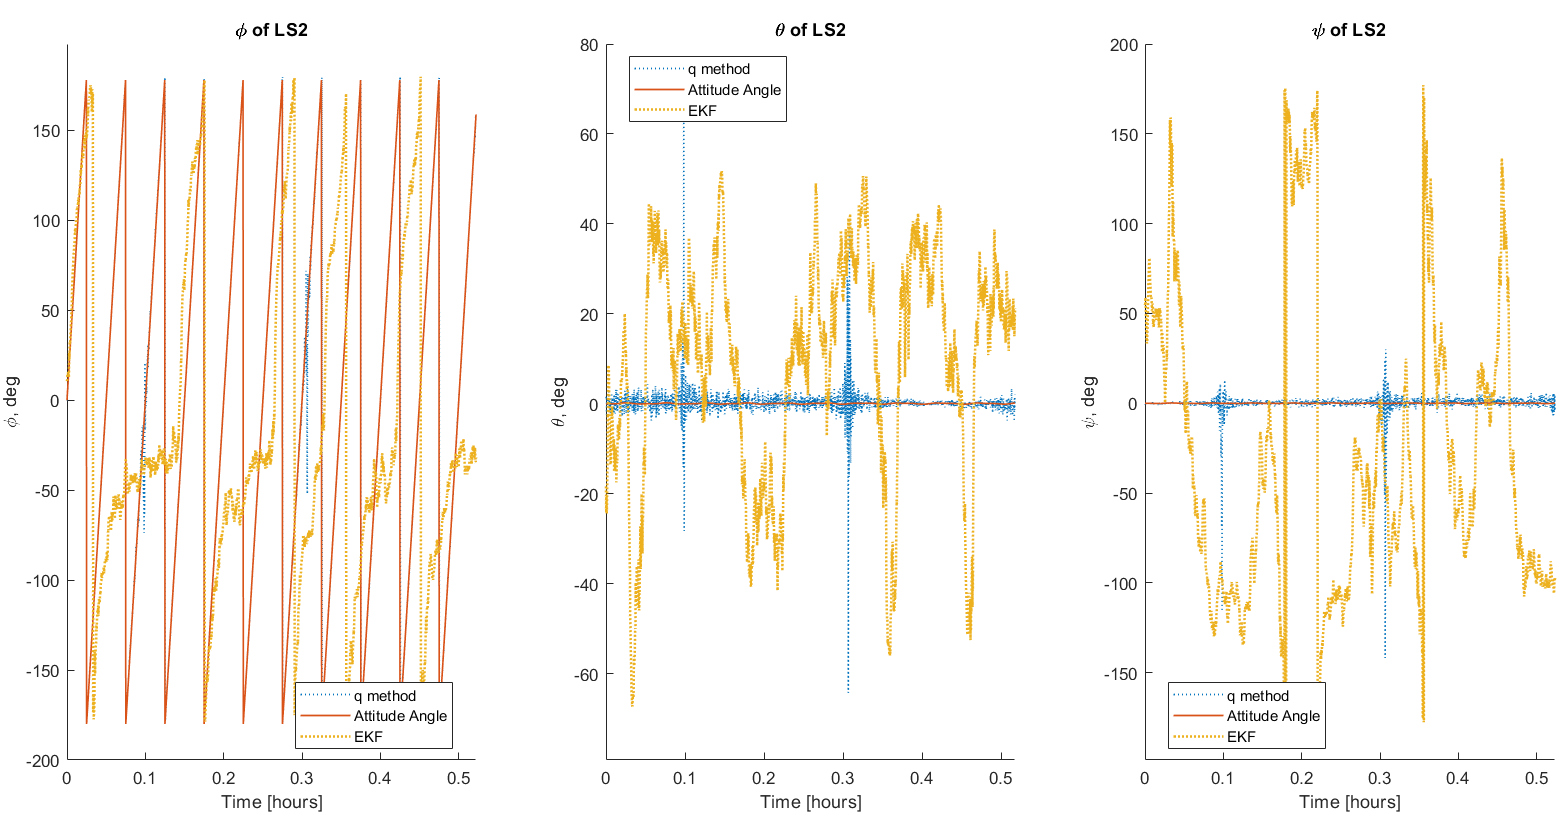 ϕ of LS2
ϕ, deg
150
100
50
0
-50
-100
-150
-200
0 0.1 0.2 0.3 0.4 0.5
Time [hours]
q method
Attitude Angle
EKF
θ of LS2
θ, deg
80
60
40
20
0
-20
-40
-60
0 0.1 0.2 0.3 0.4 0.5
Time [hours]
q method
Attitude Angle
EKF
ψ of LS2
ψ, deg
200
150
100
50
0
-50
-100
-150
0 0.1 0.2 0.3 0.4 0.5
Time [hours]
q method
Attitude Angle
EKF